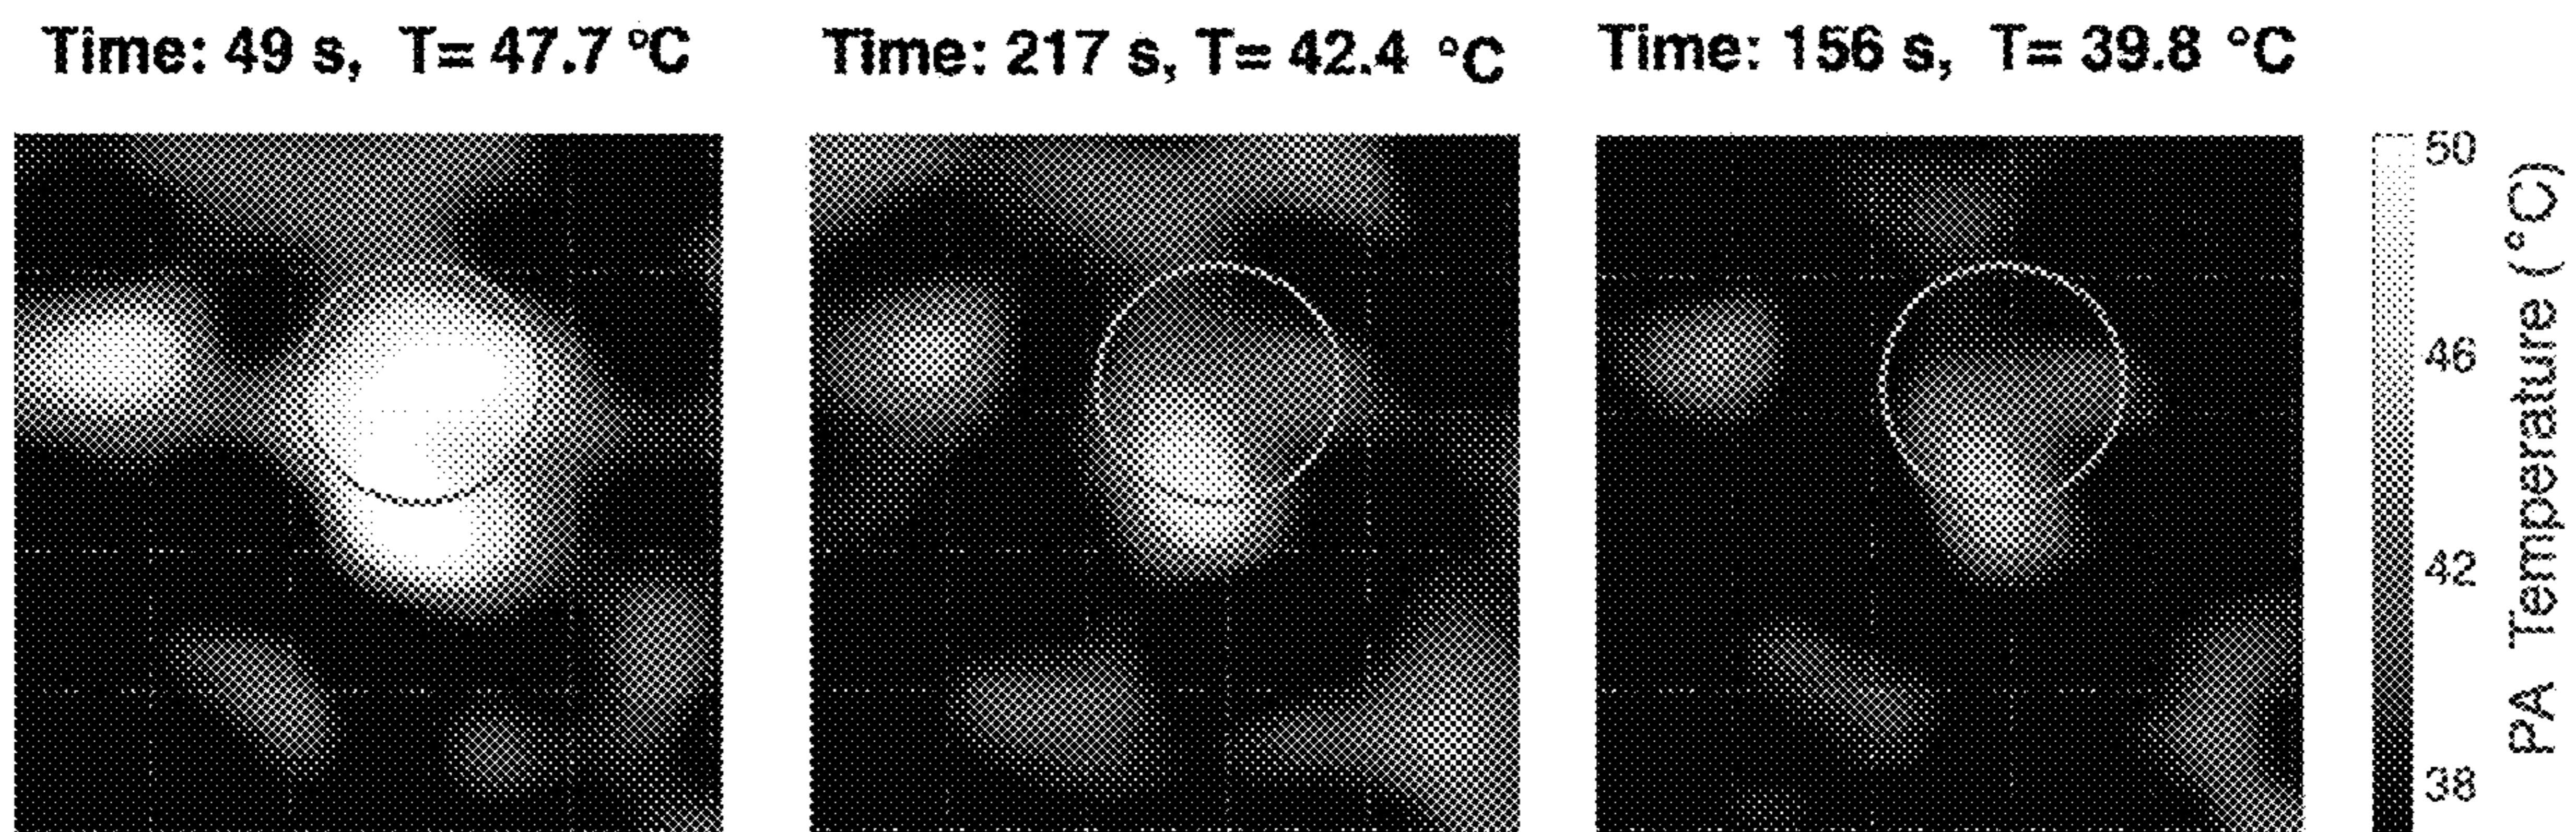 Time: 49 s, T= 47.7 °C
Time: 217 s, T= 42.4 °C
Time: 156 s, T= 39.8 °C
50
46
42
38
PA Temperature (°C)